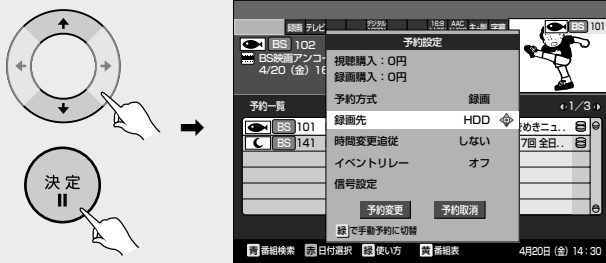 決定
録画 テレビ デジタル 16:9 AAC 主+副 字幕 BS 101
BS 102
BS映画アンコー
4/20 (金) 16
予約設定
視聴購入:0円
録画購入:0円
予約方式 録画
録画先 HDD
時間変更追従 しない
イベントリレー オフ
信号設定
予約変更 予約取消
緑 で手動予約に切替
予約一覧 1/3
BS 101 きめきニュ..
BS 141 7回 全日..
青 番組検索 赤 日付選択 緑 使い方 黄 番組表 4月20日 (金) 14:30